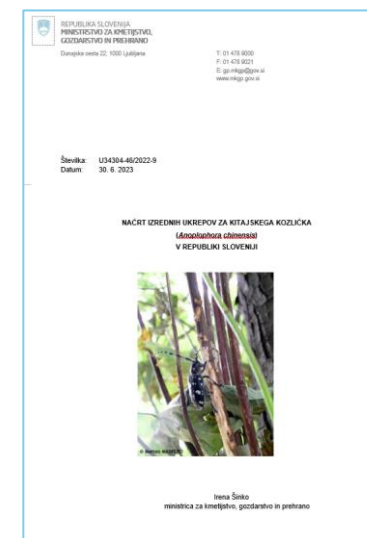 REPUBLIKA SLOVENIJA
MINISTRSTVO ZA KMETIJSTVO,
GOZDARSTVO IN PREHRANO
Dunajska cesta 22, 1000 Ljubljana
T: 01 478 9000
F: 01 478 9021
E: gp.mkgp@gov.si
www.mkgp.gov.si
Številka: U34304-46/2022-9
Datum: 30. 6. 2023
NAČRT IZREDNIH UKREPOV ZA KITAJSKEGA KOZLIČKA
(Anoplophora chinensis)
V REPUBLIKI SLOVENIJI
Irena Šinko
ministrica za kmetijstvo, gozdarstvo in prehrano